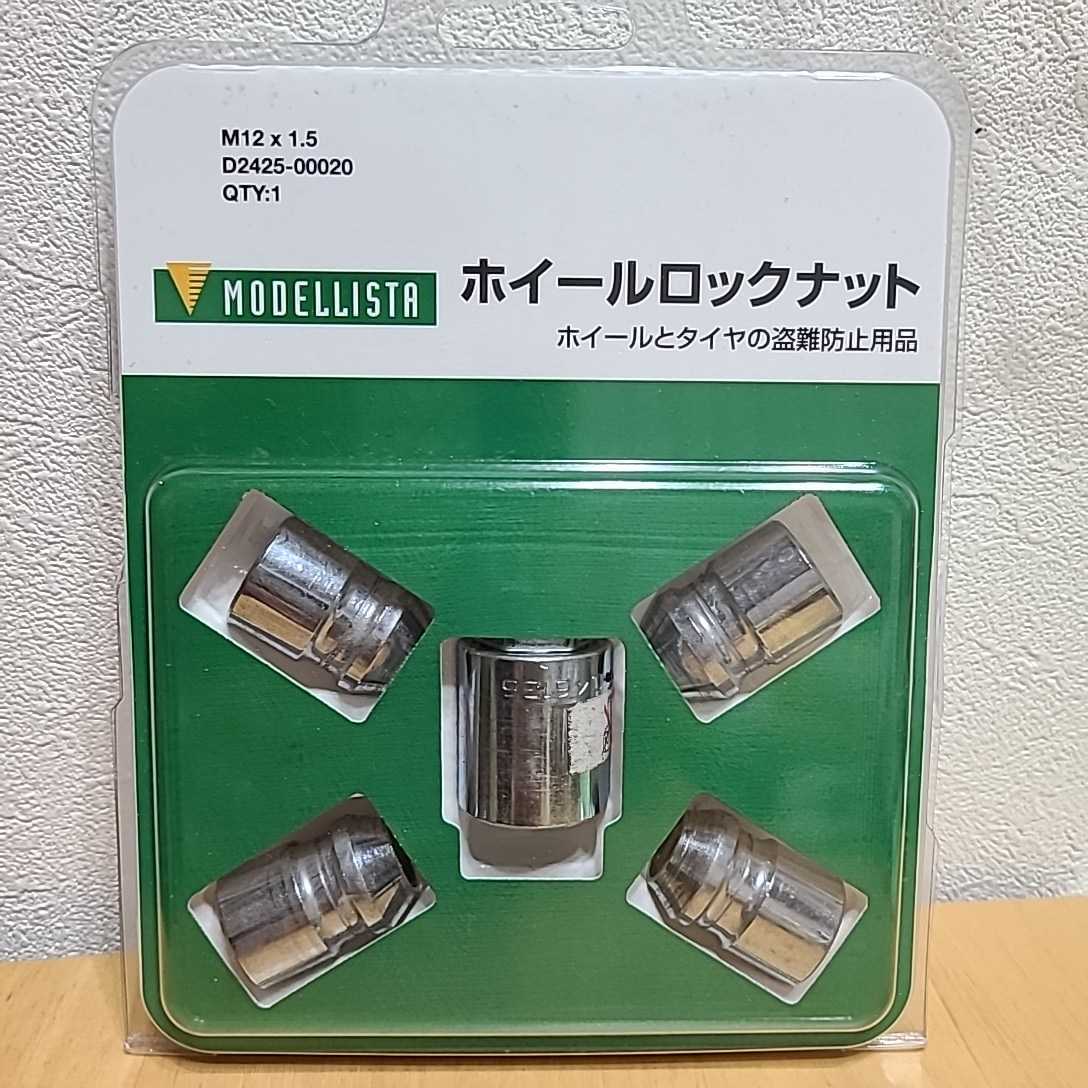 M12 x 1.5
D2425-00020
QTY:1
MODELLISTA
ホイールロックナット
ホイールとタイヤの盗難防止用品